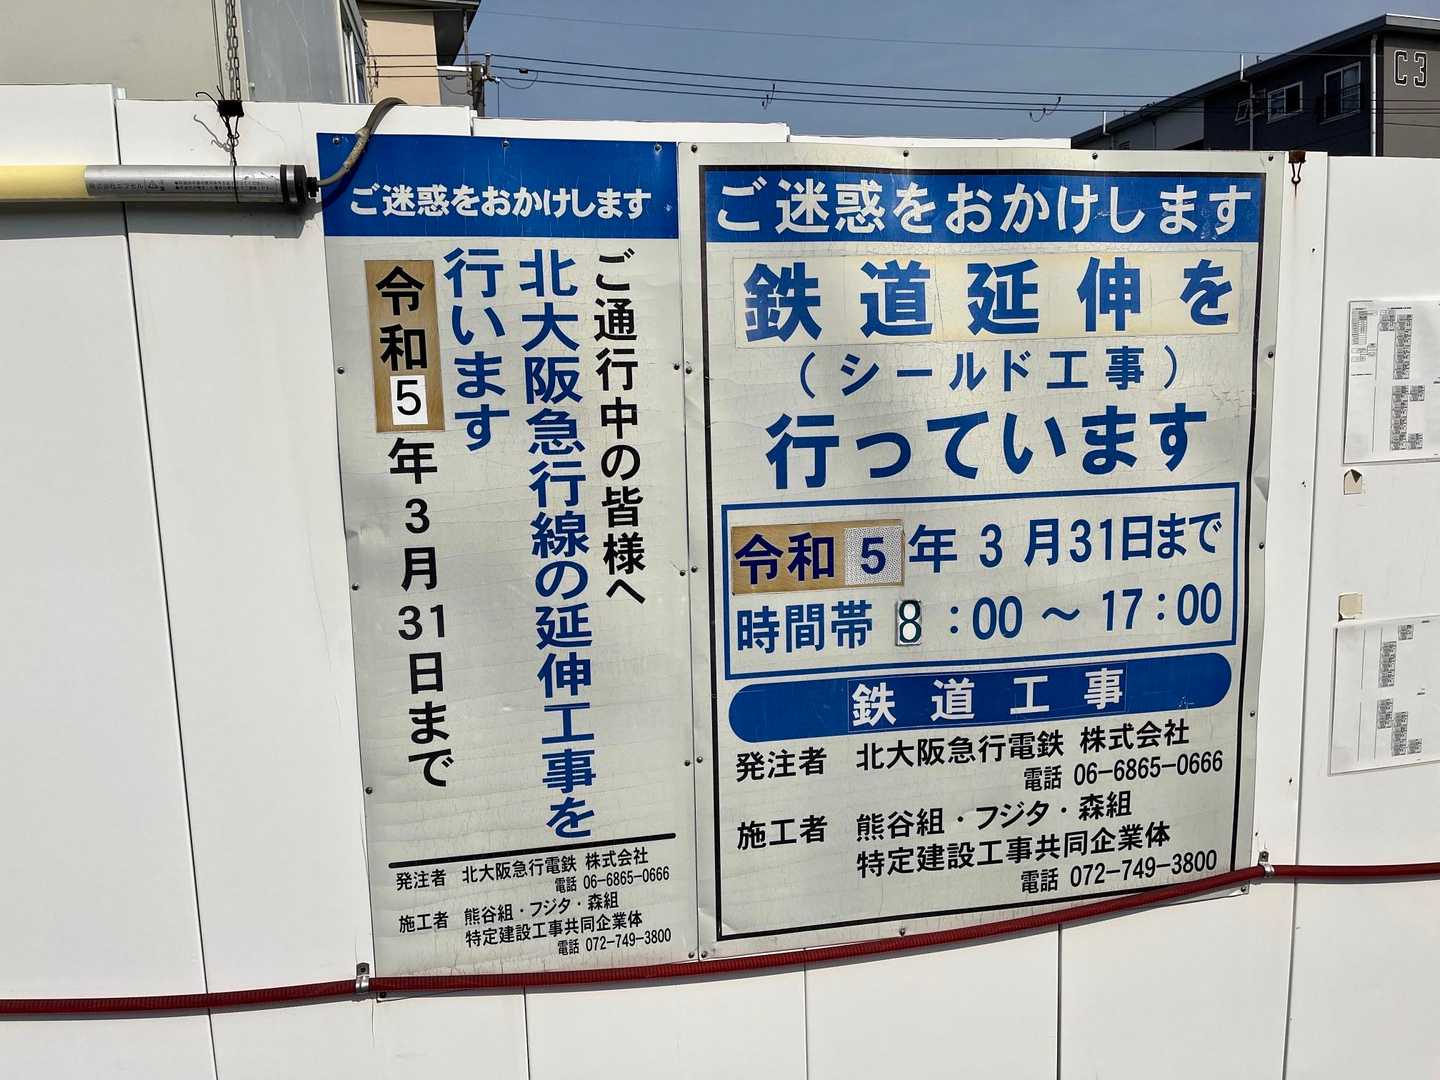 C3
ご迷惑をおかけします
ご通行中の皆様へ
北大阪急行線の延伸工事を
行います
令和5年3月31日まで
発注者 北大阪急行電鉄 株式会社
電話 06-6865-0666
施工者 熊谷組・フジタ・森組
特定建設工事共同企業体
電話 072-749-3800
ご迷惑をおかけします
鉄道延伸を
(シールド工事)
行っています
令和5年3月31日まで
時間帯 8:00～17:00
鉄道工事
発注者 北大阪急行電鉄 株式会社
電話 06-6865-0666
施工者 熊谷組・フジタ・森組
特定建設工事共同企業体
電話 072-749-3800